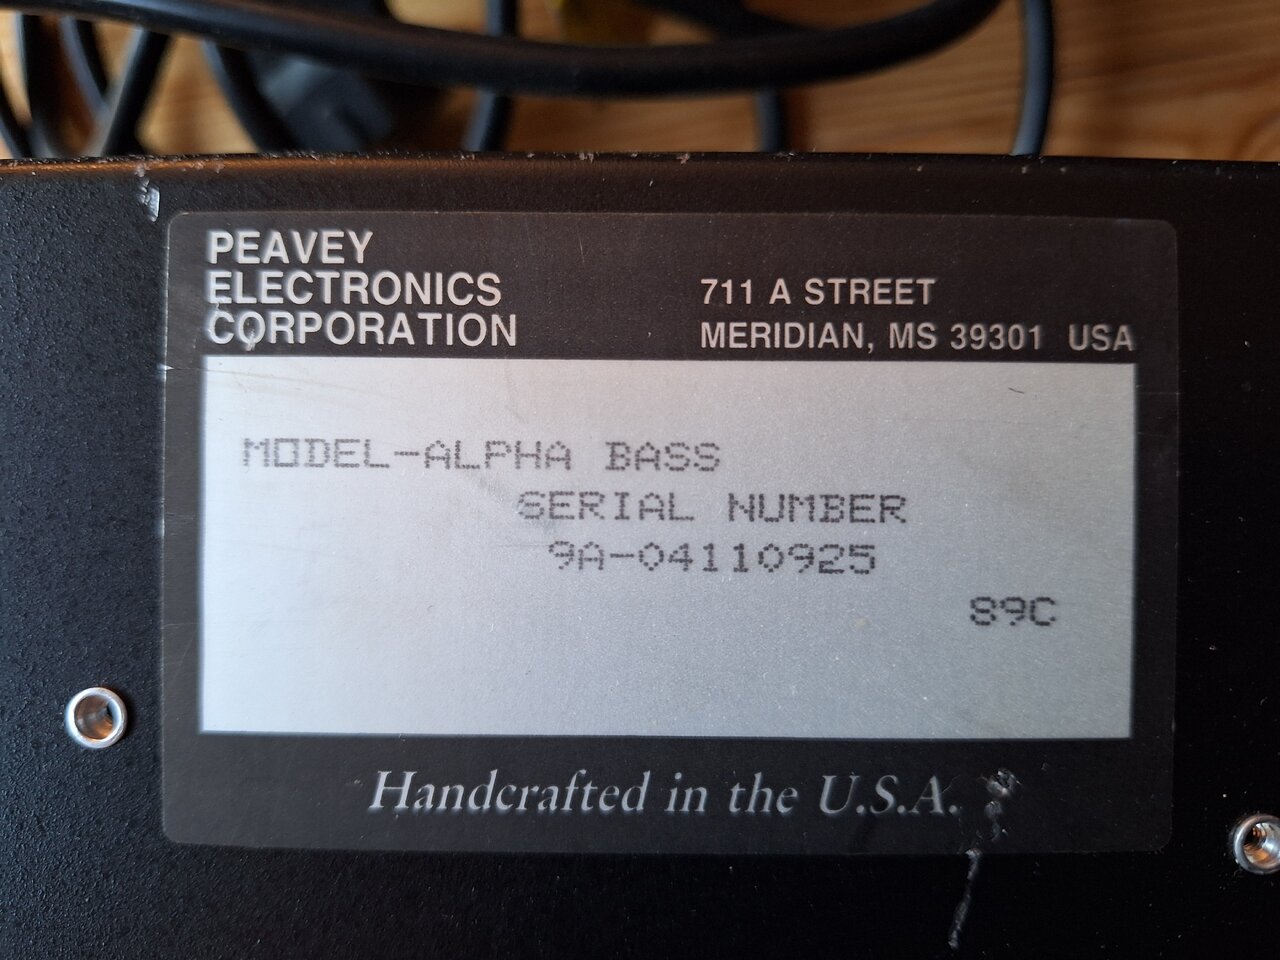 PEAVEY
ELECTRONICS
CORPORATION
711 A STREET
MERIDIAN, MS 39301 USA
MODEL-ALPHA BASS
SERIAL NUMBER
9A-04110925
89C
Handcrafted in the U.S.A.